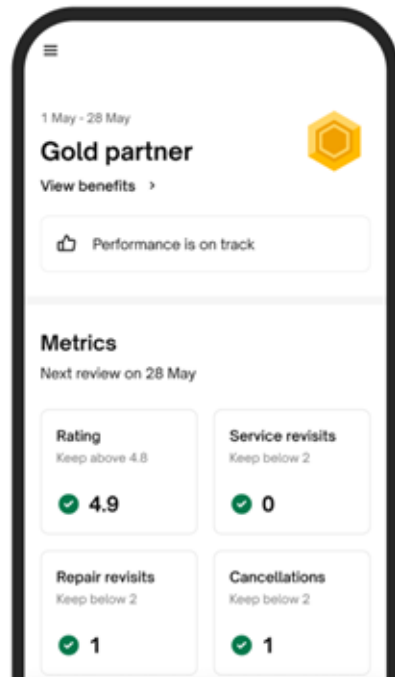 1 May - 28 May
Gold partner
View benefits >
Performance is on track
Metrics
Next review on 28 May
Rating
Keep above 4.8
4.9
Service revisits
Keep below 2
0
Repair revisits
Keep below 2
1
Cancellations
Keep below 2
1